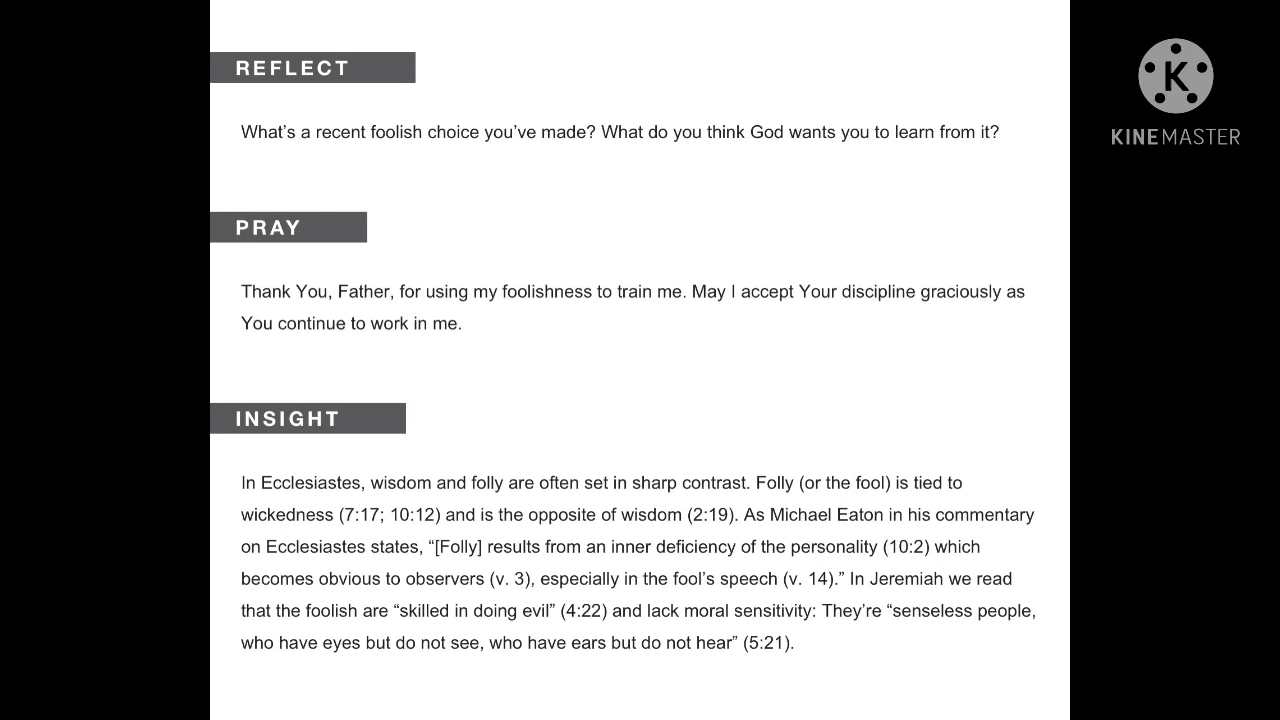 REFLECT
K
KINEMASTER
What’s a recent foolish choice you’ve made? What do you think God wants you to learn from it?
PRAY
Thank You, Father, for using my foolishness to train me. May I accept Your discipline graciously as
You continue to work in me.
INSIGHT
In Ecclesiastes, wisdom and folly are often set in sharp contrast. Folly (or the fool) is tied to
wickedness (7:17; 10:12) and is the opposite of wisdom (2:19). As Michael Eaton in his commentary
on Ecclesiastes states, “[Folly] results from an inner deficiency of the personality (10:2) which
becomes obvious to observers (v. 3), especially in the fool’s speech (v. 14).” In Jeremiah we read
that the foolish are “skilled in doing evil” (4:22) and lack moral sensitivity: They’re “senseless people,
who have eyes but do not see, who have ears but do not hear” (5:21).